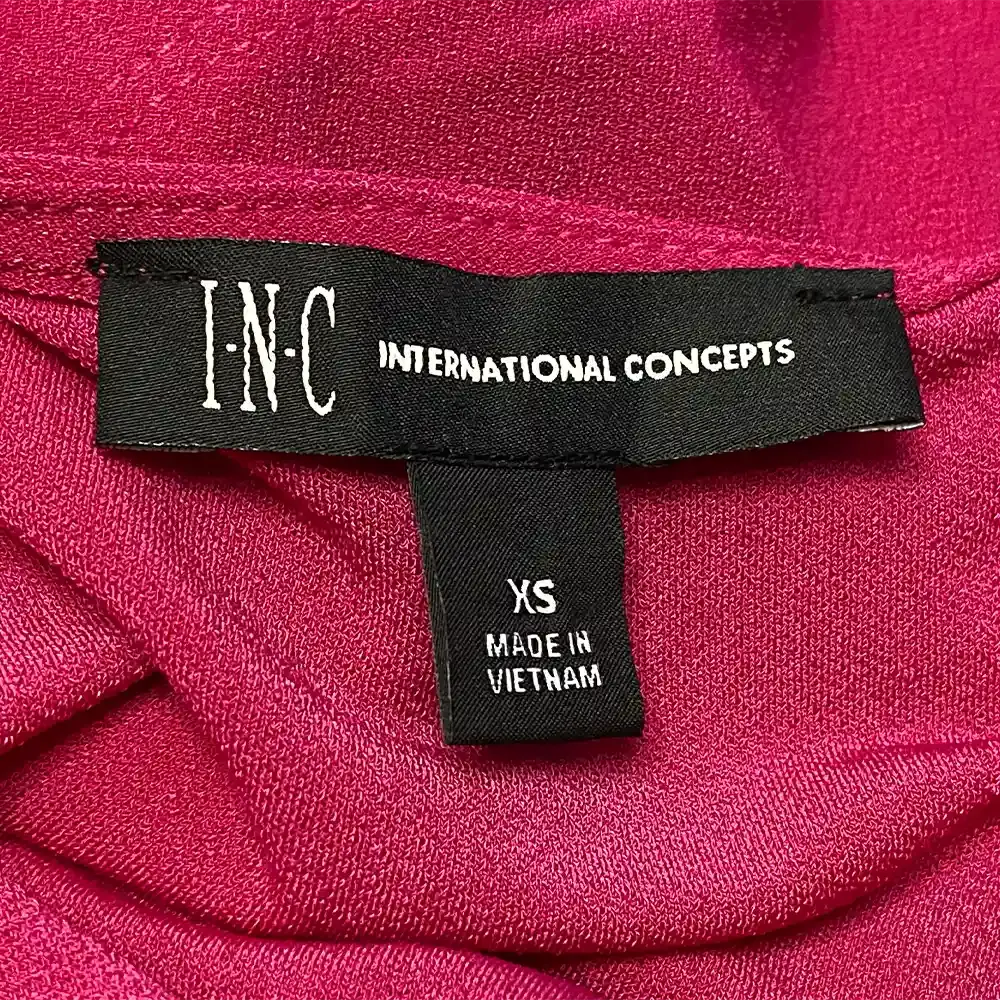 I·N·C INTERNATIONAL CONCEPTS
XS
MADE IN
VIETNAM